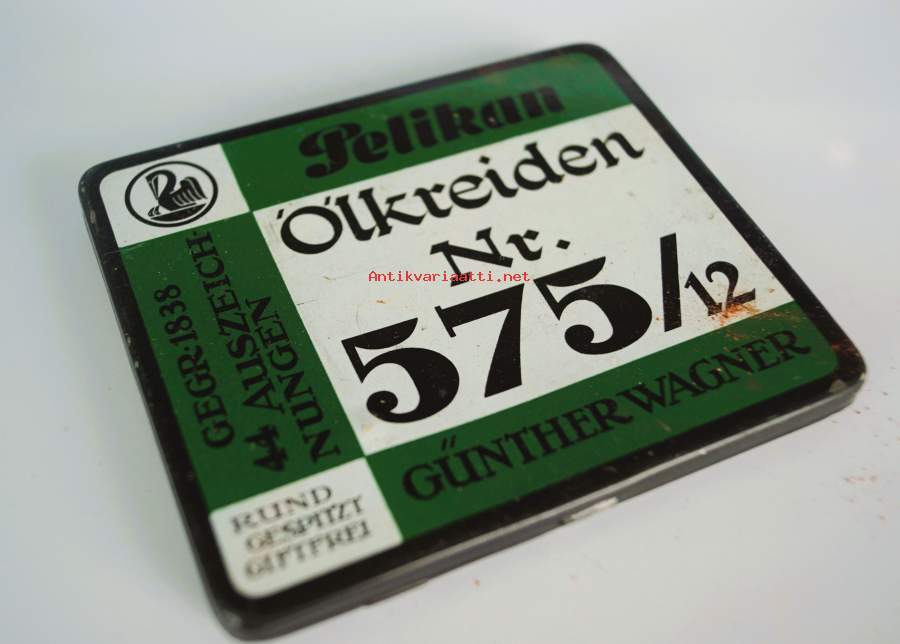 Pelikan
Ölkreiden
Nr.
575/12
GÜNTHER WAGNER
GEGR·1838
44 AUSZEICH-
NUNGEN
RUND
GESPITZT
GIFTFREI
Antikvariaatti.net